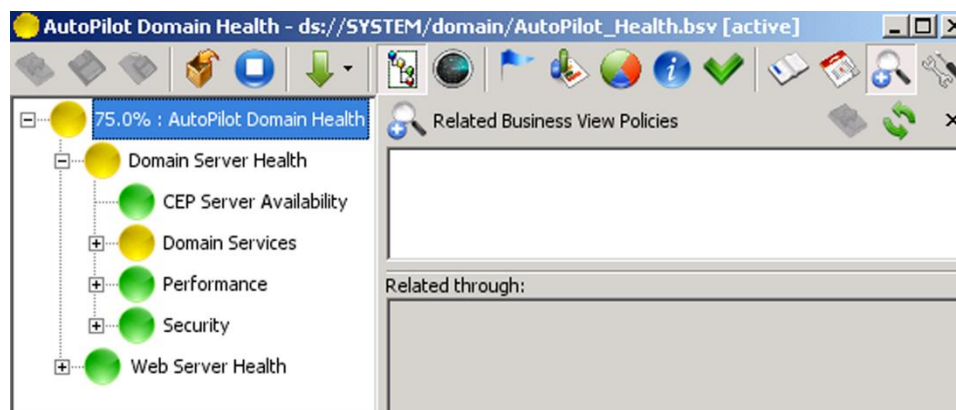 AutoPilot Domain Health - ds://SYSTEM/domain/AutoPilot_Health.bsv [active]
75.0% : AutoPilot Domain Health
Domain Server Health
CEP Server Availability
Domain Services
Performance
Security
Web Server Health
Related Business View Policies
Related through: